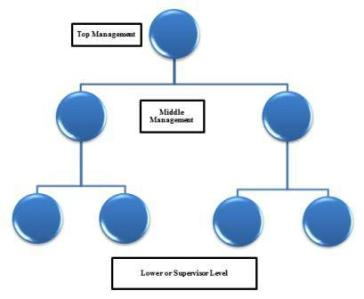 Top Management
Middle
Management
Lower or Supervisor Level